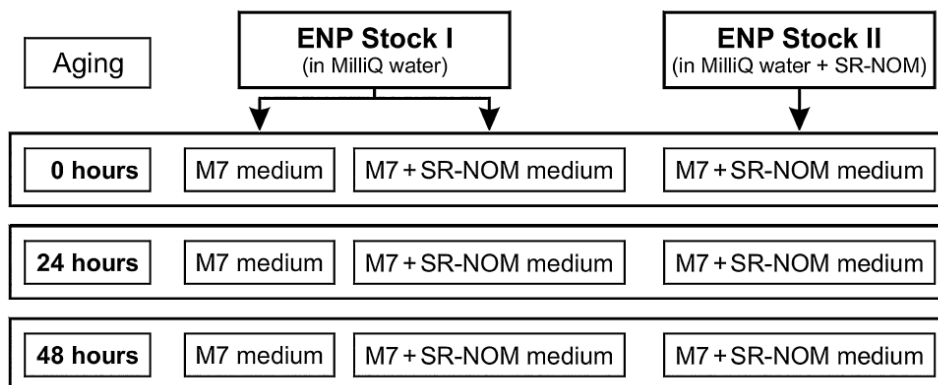 Aging
ENP Stock I
(in MilliQ water)
ENP Stock II
(in MilliQ water + SR-NOM)
0 hours
M7 medium
M7 + SR-NOM medium
M7 + SR-NOM medium
24 hours
M7 medium
M7 + SR-NOM medium
M7 + SR-NOM medium
48 hours
M7 medium
M7 + SR-NOM medium
M7 + SR-NOM medium